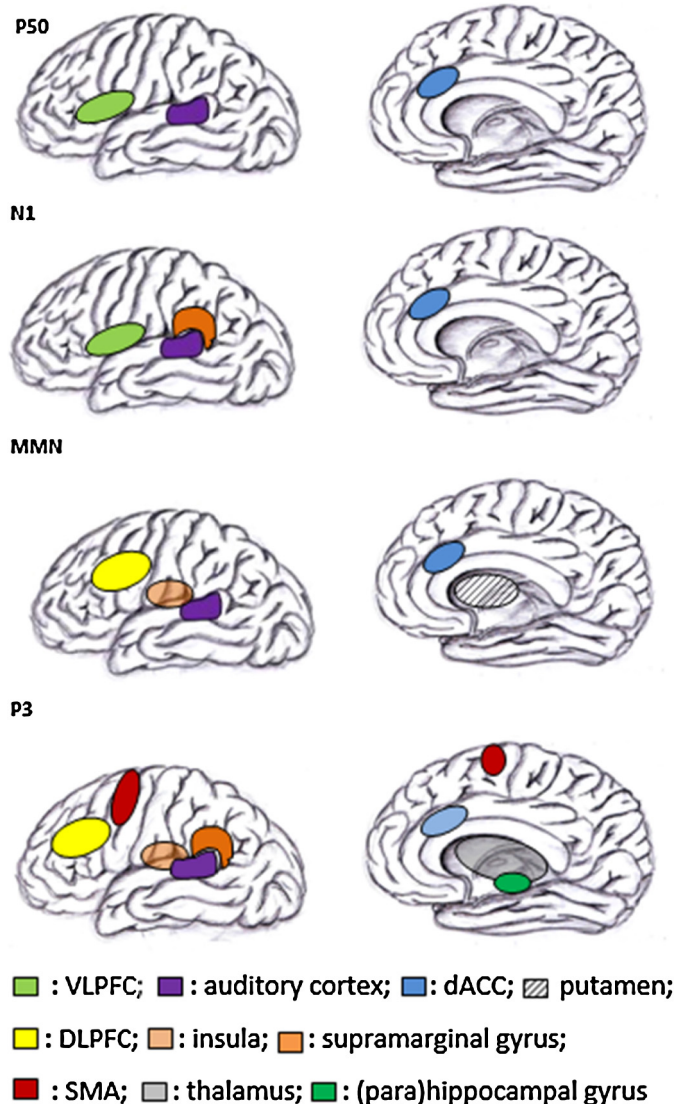 P50
N1
MMN
P3
: VLPFC; : auditory cortex; : dACC; putamen;
: DLPFC; : insula; : supramarginal gyrus;
: SMA; : thalamus; : (para)hippocampal gyrus